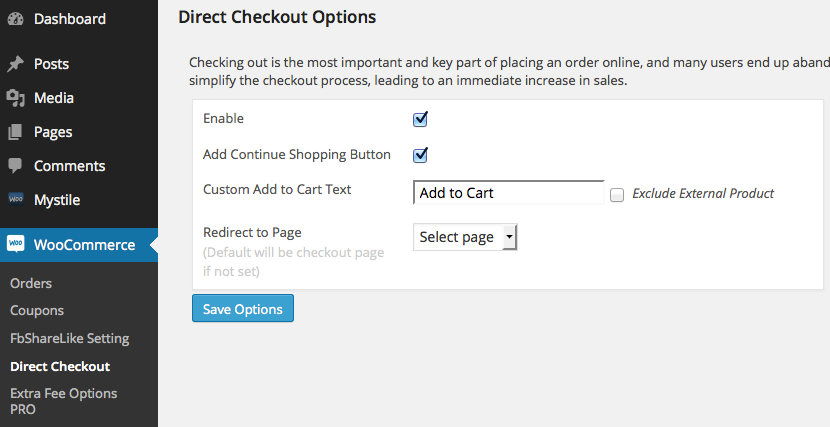 Dashboard
Posts
Media
Pages
Comments
woo Mystile
woo WooCommerce
Orders
Coupons
FbShareLike Setting
Direct Checkout
Extra Fee Options
PRO
Direct Checkout Options
Checking out is the most important and key part of placing an order online, and many users end up aband
simplify the checkout process, leading to an immediate increase in sales.
Enable
Add Continue Shopping Button
Custom Add to Cart Text Add to Cart Exclude External Product
Redirect to Page Select page
(Default will be checkout page
if not set)
Save Options